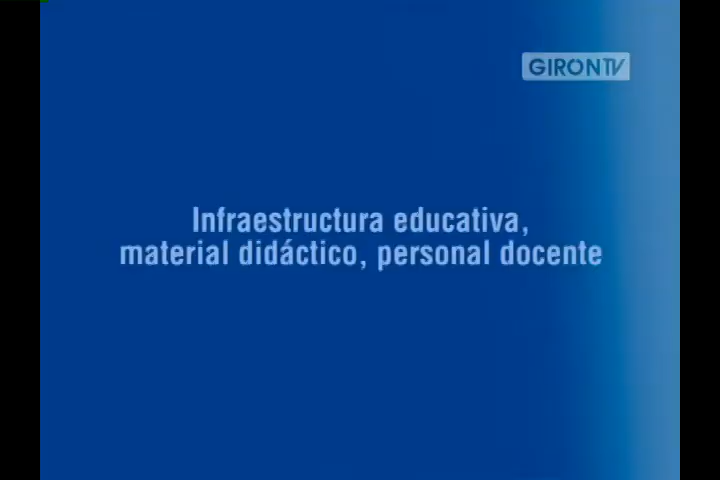 GIRONTV
Infraestructura educativa,
material didáctico, personal docente